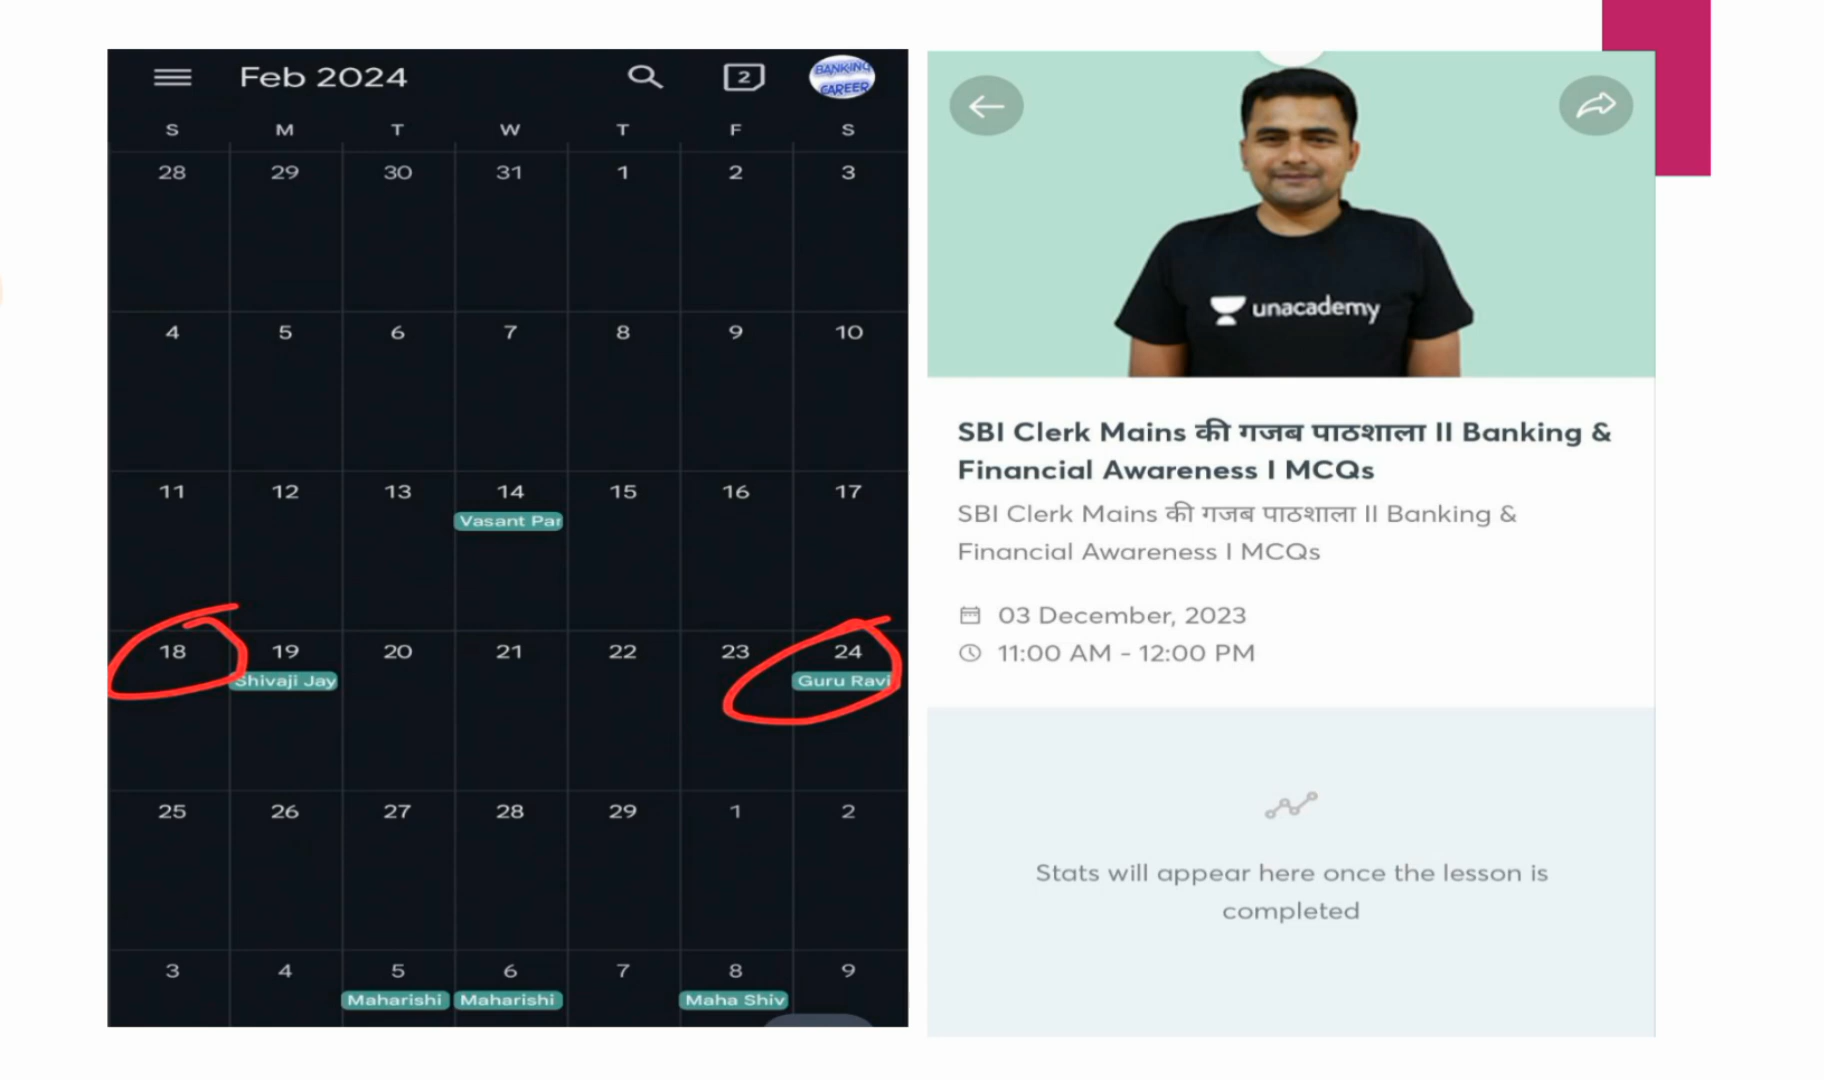 Feb 2024
2
BANKING
CAREER
S M T W T F S
28 29 30 31 1 2 3
4 5 6 7 8 9 10
11 12 13 14 15 16 17
Vasant Par
18 19 20 21 22 23 24
Shivaji Jay Guru Ravi
25 26 27 28 29 1 2
3 4 5 6 7 8 9
Maharishi Maharishi Maha Shiv
unacademy
SBI Clerk Mains की गजब पाठशाला II Banking &
Financial Awareness I MCQs
SBI Clerk Mains की गजब पाठशाला II Banking &
Financial Awareness I MCQs
03 December, 2023
11:00 AM - 12:00 PM
Stats will appear here once the lesson is
completed